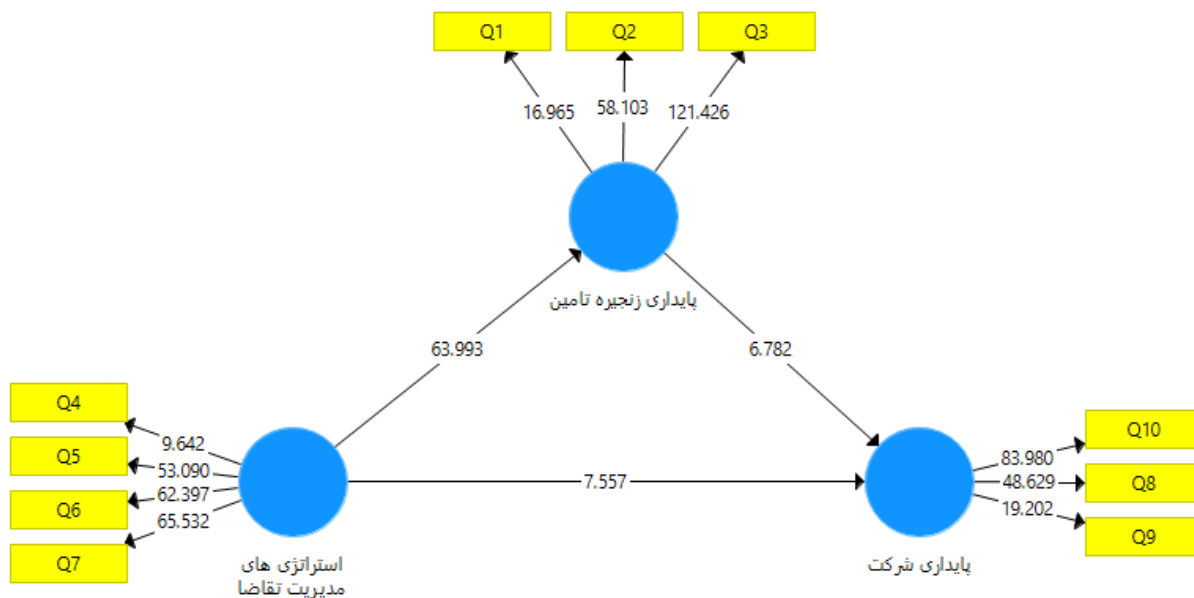 Q1
Q2
Q3
16.965
58.103
121.426
پایداری زنجیره تامین
63.993
6.782
Q4
Q5
Q6
Q7
9.642
53.090
62.397
65.532
7.557
Q10
Q8
Q9
83.980
48.629
19.202
استراتژی های
مدیریت تقاضا
پایداری شرکت